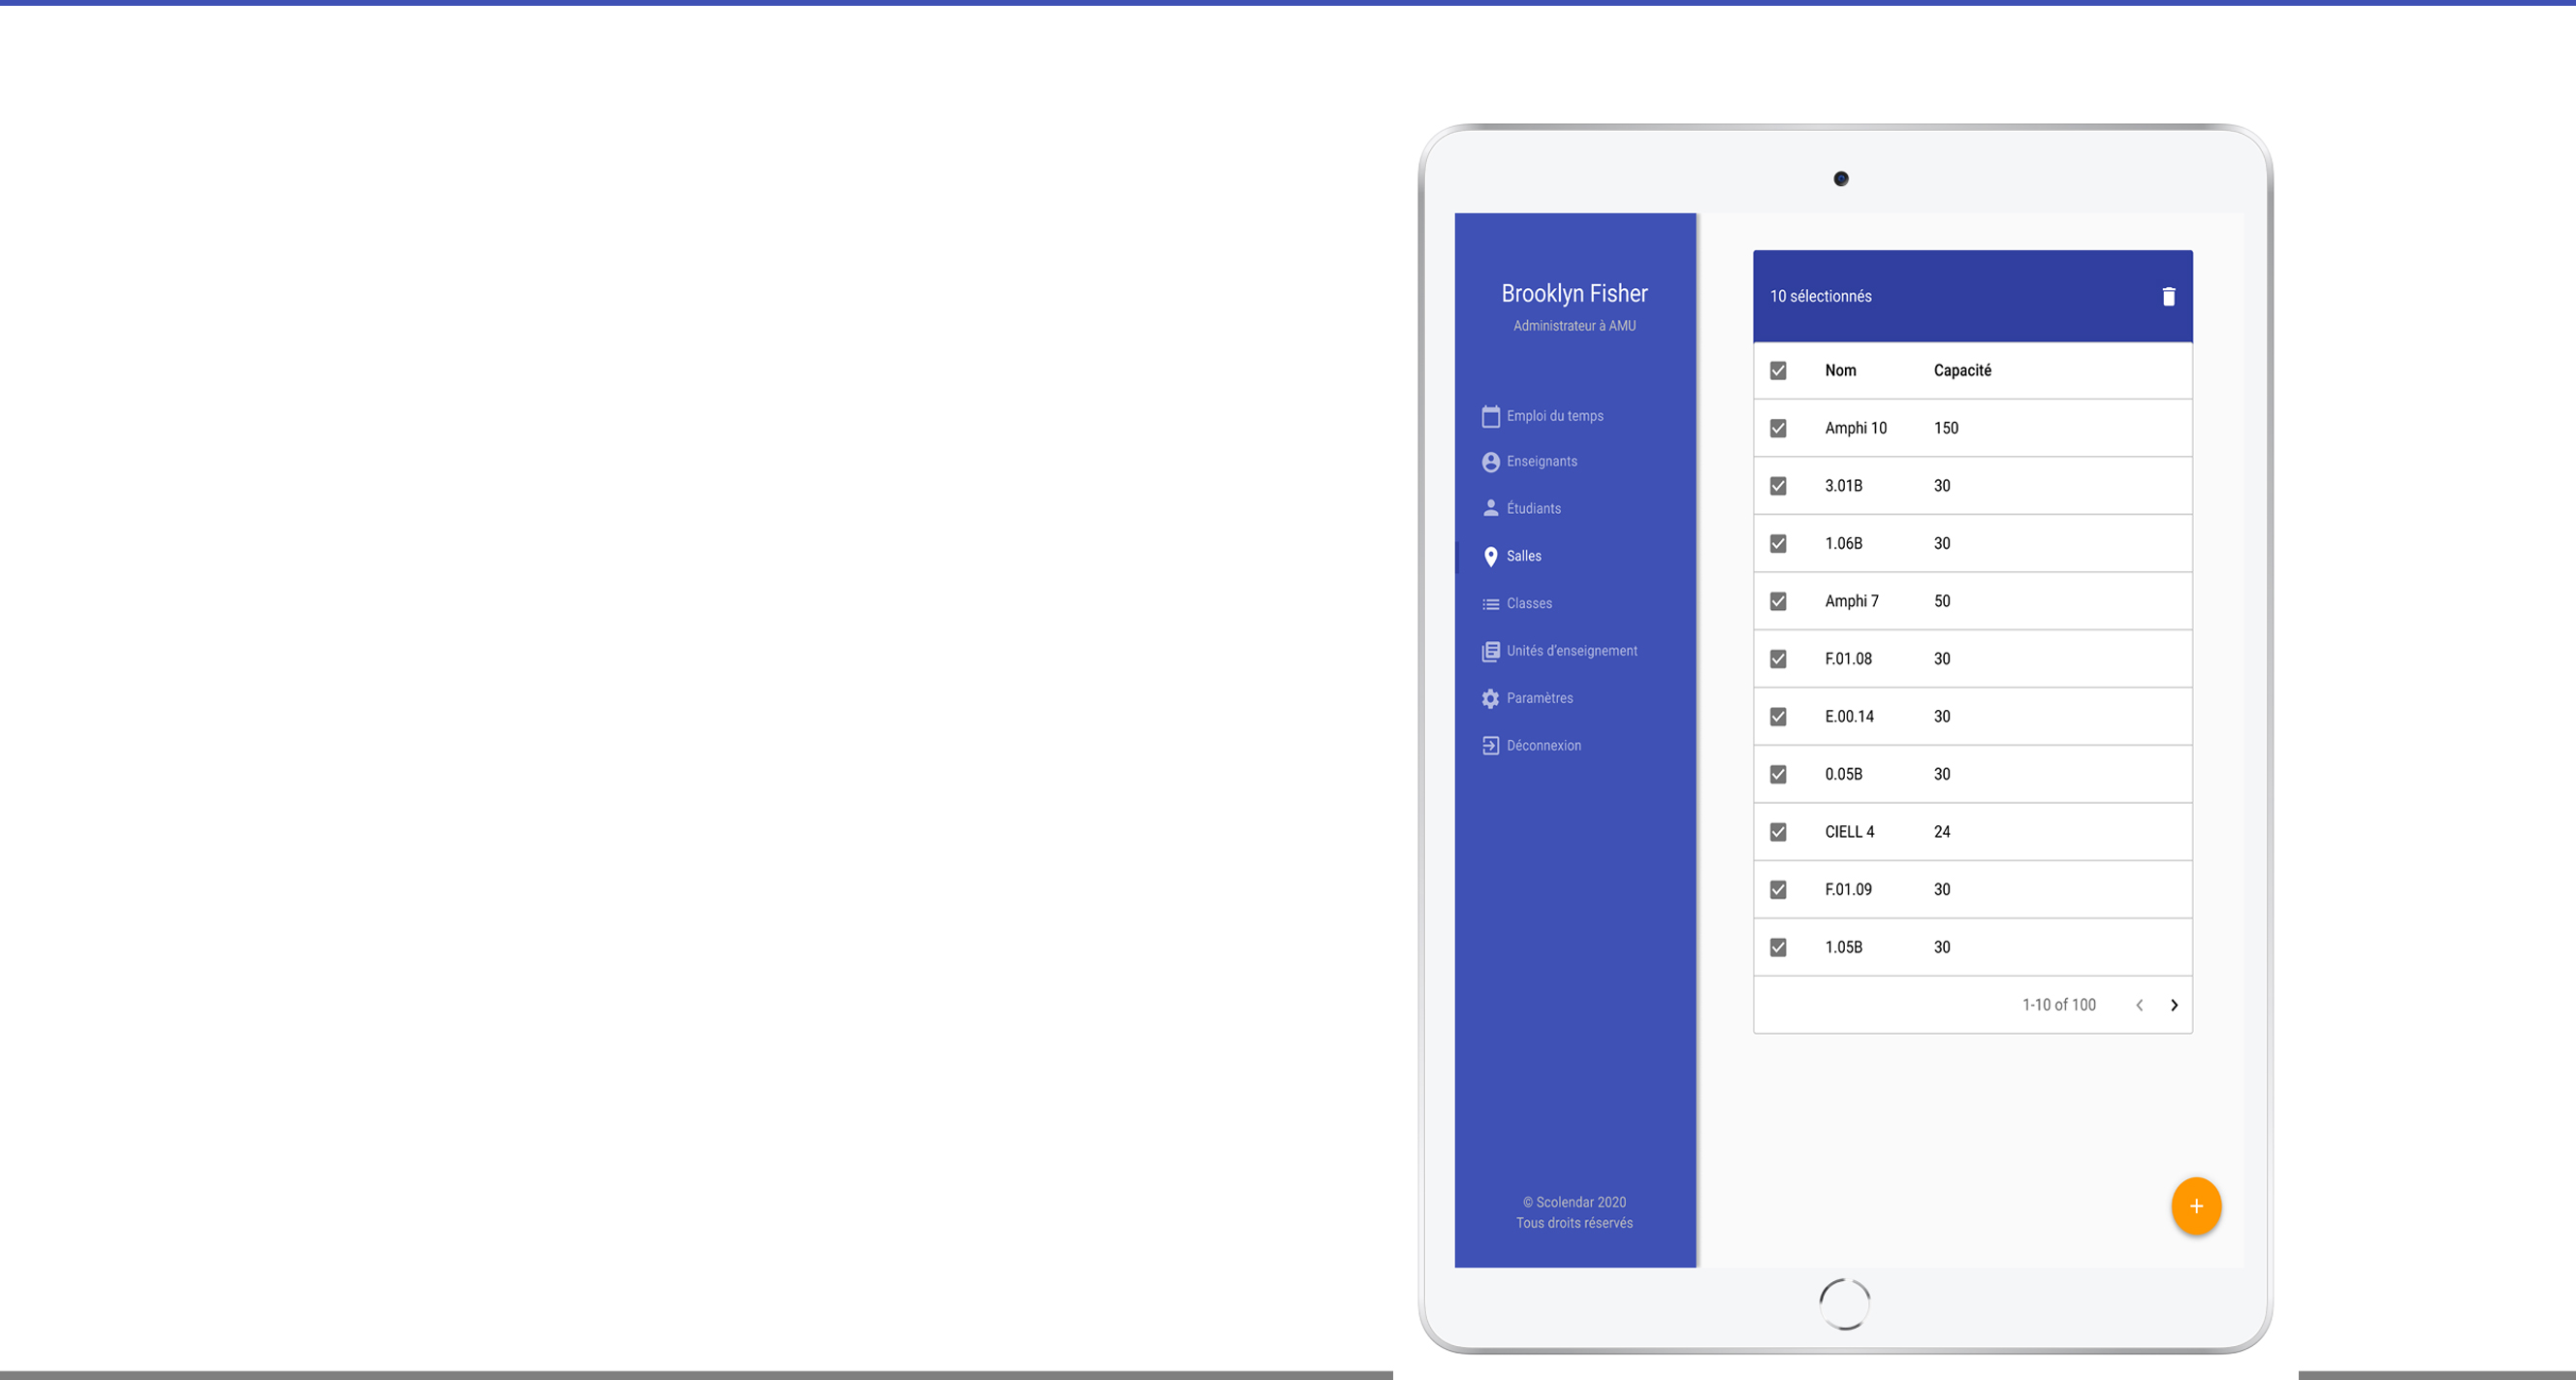 Brooklyn Fisher
Administrateur à AMU
Emploi du temps
Enseignants
Étudiants
Salles
Classes
Unités d'enseignement
Paramètres
Déconnexion
© Scolendar 2020
Tous droits réservés
10 sélectionnés
Nom Capacité
Amphi 10 150
3.01B 30
1.06B 30
Amphi 7 50
F.01.08 30
E.00.14 30
0.05B 30
CIELL 4 24
F.01.09 30
1.05B 30
1-10 of 100